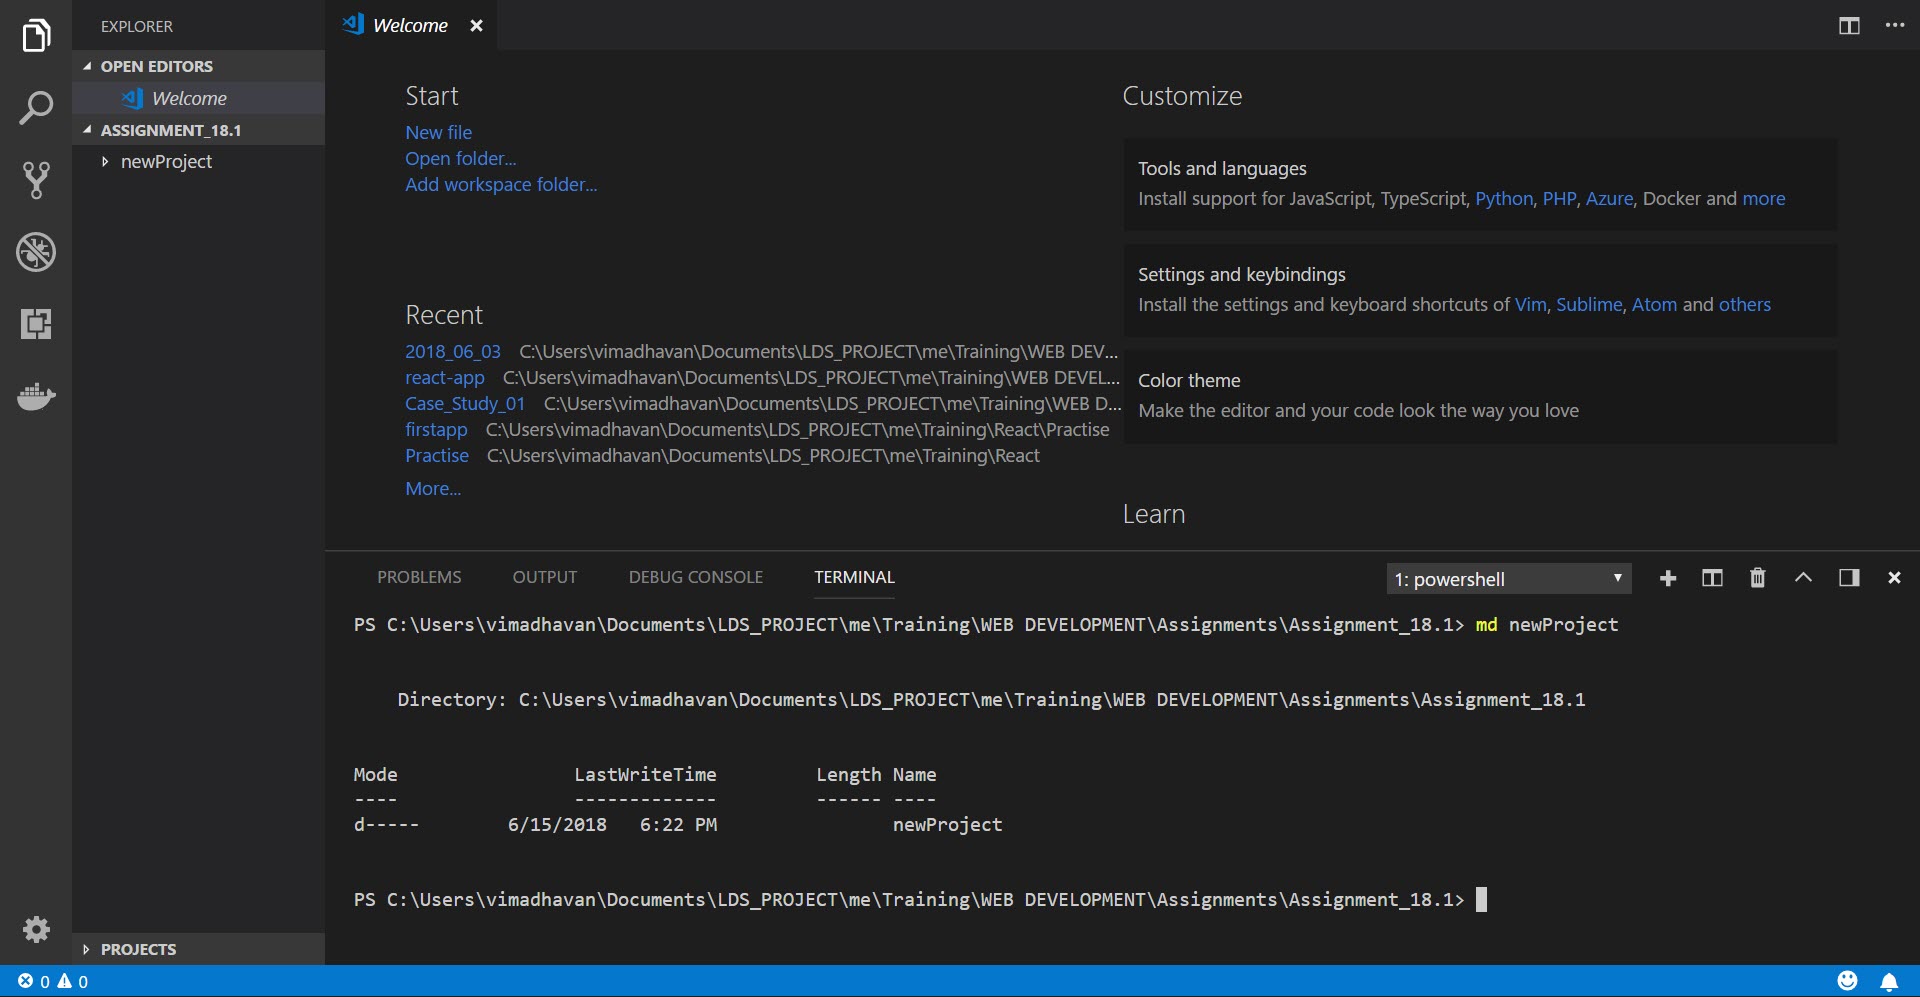 EXPLORER
OPEN EDITORS
Welcome
ASSIGNMENT_18.1
newProject
PROJECTS
Welcome
Start
New file
Open folder...
Add workspace folder...
Recent
2018_06_03 C:\Users\vimadhavan\Documents\LDS_PROJECT\me\Training\WEB DEV...
react-app C:\Users\vimadhavan\Documents\LDS_PROJECT\me\Training\WEB DEVEL...
Case_Study_01 C:\Users\vimadhavan\Documents\LDS_PROJECT\me\Training\WEB D...
firstapp C:\Users\vimadhavan\Documents\LDS_PROJECT\me\Training\React\Practise
Practise C:\Users\vimadhavan\Documents\LDS_PROJECT\me\Training\React
More...
Customize
Tools and languages
Install support for JavaScript, TypeScript, Python, PHP, Azure, Docker and more
Settings and keybindings
Install the settings and keyboard shortcuts of Vim, Sublime, Atom and others
Color theme
Make the editor and your code look the way you love
Learn
PROBLEMS OUTPUT DEBUG CONSOLE TERMINAL 1: powershell
PS C:\Users\vimadhavan\Documents\LDS_PROJECT\me\Training\WEB DEVELOPMENT\Assignments\Assignment_18.1> md newProject
Directory: C:\Users\vimadhavan\Documents\LDS_PROJECT\me\Training\WEB DEVELOPMENT\Assignments\Assignment_18.1
Mode LastWriteTime Length Name
---- ------------- ------ ----
d----- 6/15/2018 6:22 PM newProject
PS C:\Users\vimadhavan\Documents\LDS_PROJECT\me\Training\WEB DEVELOPMENT\Assignments\Assignment_18.1>
0 0